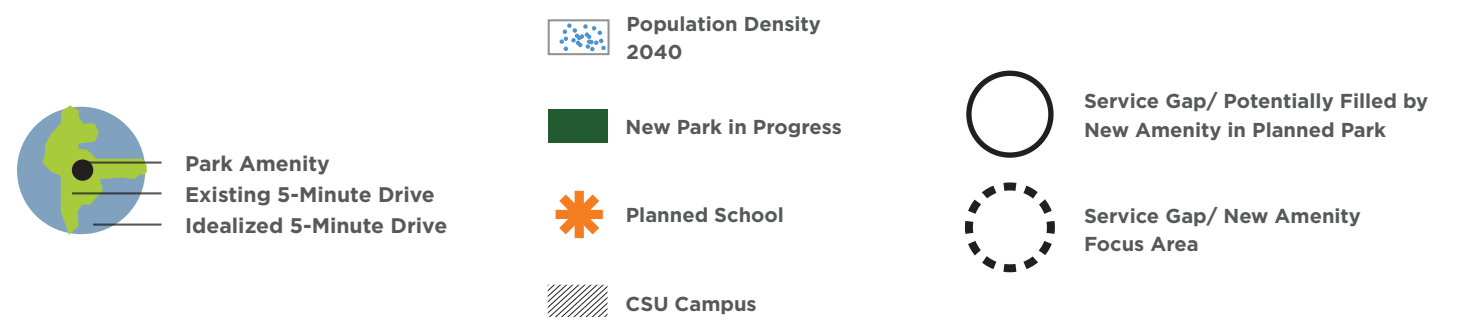 Park Amenity
Existing 5-Minute Drive
Idealized 5-Minute Drive
Population Density
2040
New Park in Progress
Planned School
CSU Campus
Service Gap/ Potentially Filled by
New Amenity in Planned Park
Service Gap/ New Amenity
Focus Area